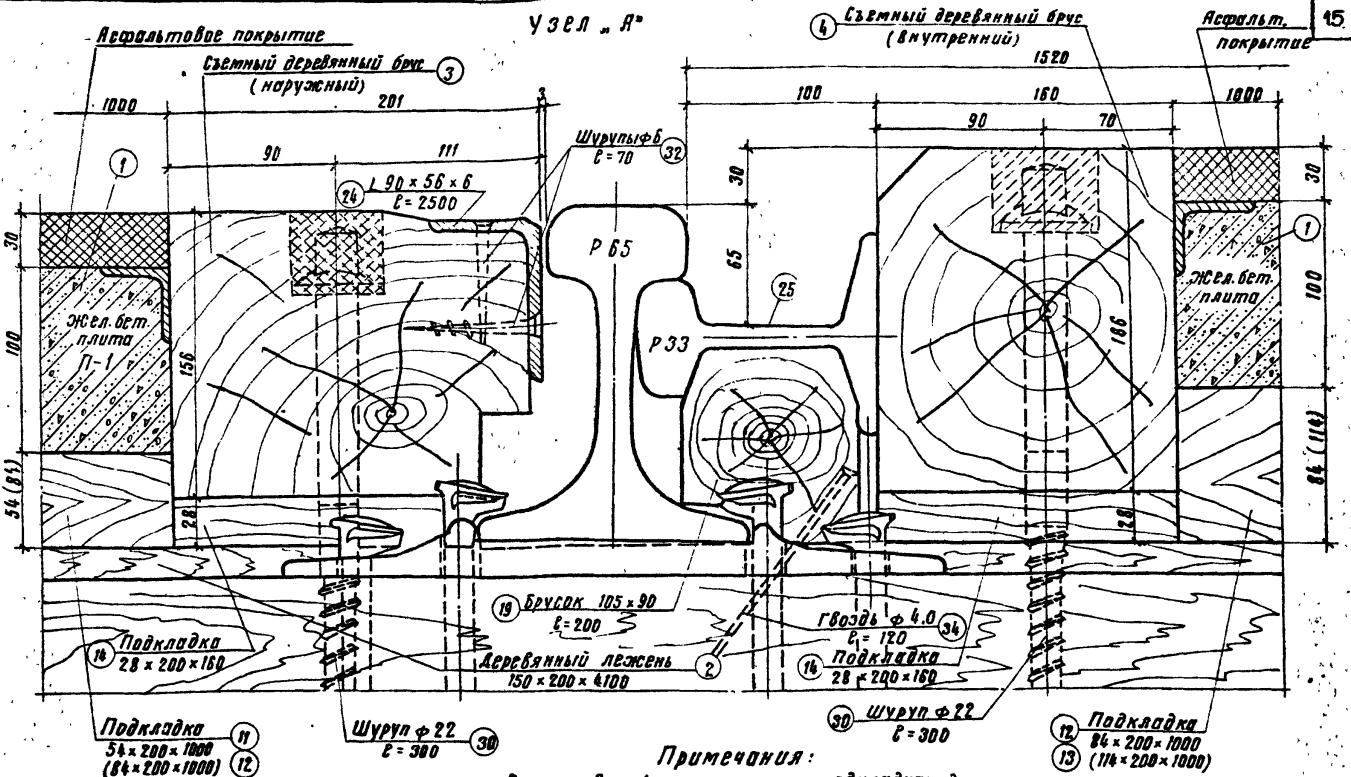 15
Узел „А"
Асфальтовое покрытие
Съемный деревянный брус ③
(наружный)
④ Съемный деревянный брус
(внутренний)
Асфальт.
покрытие
1520
1000
201
3
100
160
1000
90
111
90
70
①
Шурупы ф6 ㉜
ℓ=70
㉔ L 90×56×6
ℓ=2500
30
100
54 (84)
156
28
Р 65
Р 33
30
65
㉕
186
28
30
100
84 (114)
①
Жел. бет.
плита
П-1
Жел. бет.
плита
⑲ Брусок 105×90
ℓ=200
Гвоздь ф 4.0 ㉞
ℓ=120
⑭ Подкладка
28×200×160
Деревянный лежень ②
150×200×4100
⑭ Подкладка
28×200×160
Подкладка ⑪
54×200×1000
(84×200×1000) ⑫
Шуруп ф22 ㉚
ℓ=300
㉚ Шуруп ф22
ℓ=300
⑫ Подкладка
84×200×1000
⑬ (114×200×1000)
Примечания: